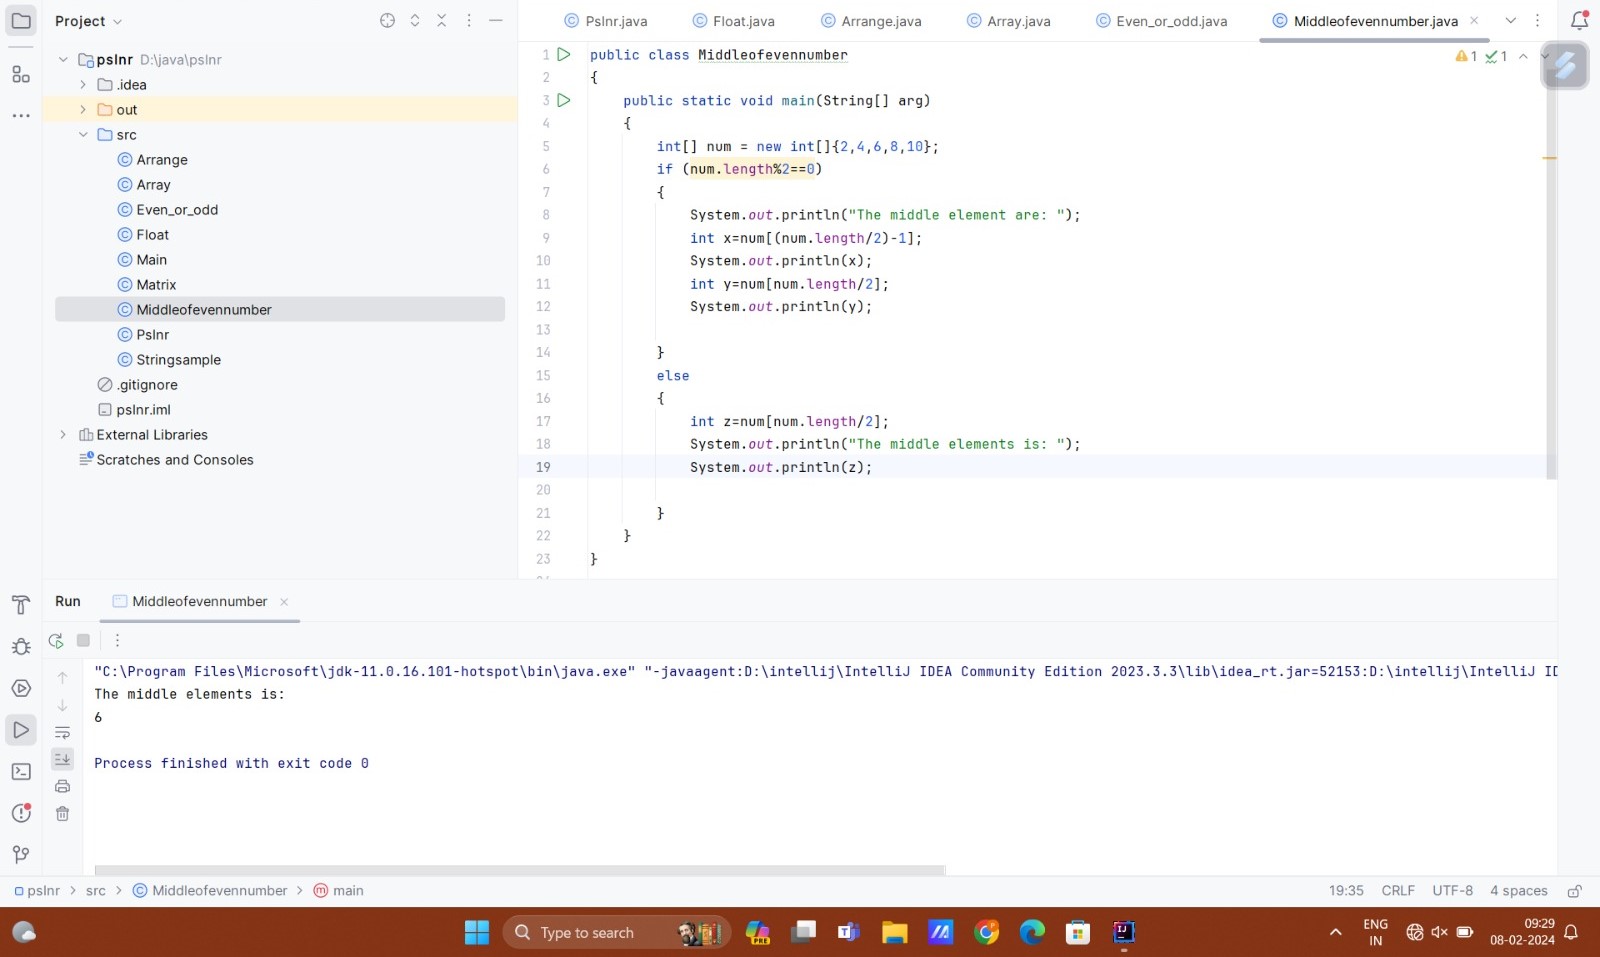 Project
PsInr.java
Float.java
Arrange.java
Array.java
Even_or_odd.java
Middleofevennumber.java
psInr D:\java\psInr
.idea
out
src
Arrange
Array
Even_or_odd
Float
Main
Matrix
Middleofevennumber
PsInr
Stringsample
.gitignore
psInr.iml
External Libraries
Scratches and Consoles
1 public class Middleofevennumber
2 {
3 public static void main(String[] arg)
4 {
5 int[] num = new int[]{2,4,6,8,10};
6 if (num.length%2==0)
7 {
8 System.out.println("The middle element are: ");
9 int x=num[(num.length/2)-1];
10 System.out.println(x);
11 int y=num[num.length/2];
12 System.out.println(y);
13
14 }
15 else
16 {
17 int z=num[num.length/2];
18 System.out.println("The middle elements is: ");
19 System.out.println(z);
20
21 }
22 }
23 }
1 1
Run Middleofevennumber
"C:\Program Files\Microsoft\jdk-11.0.16.101-hotspot\bin\java.exe" "-javaagent:D:\intellij\IntelliJ IDEA Community Edition 2023.3.3\lib\idea_rt.jar=52153:D:\intellij\IntelliJ ID
The middle elements is:
6
Process finished with exit code 0
psInr > src > Middleofevennumber > main
19:35 CRLF UTF-8 4 spaces
Type to search
PRE
ENG
IN
09:29
08-02-2024